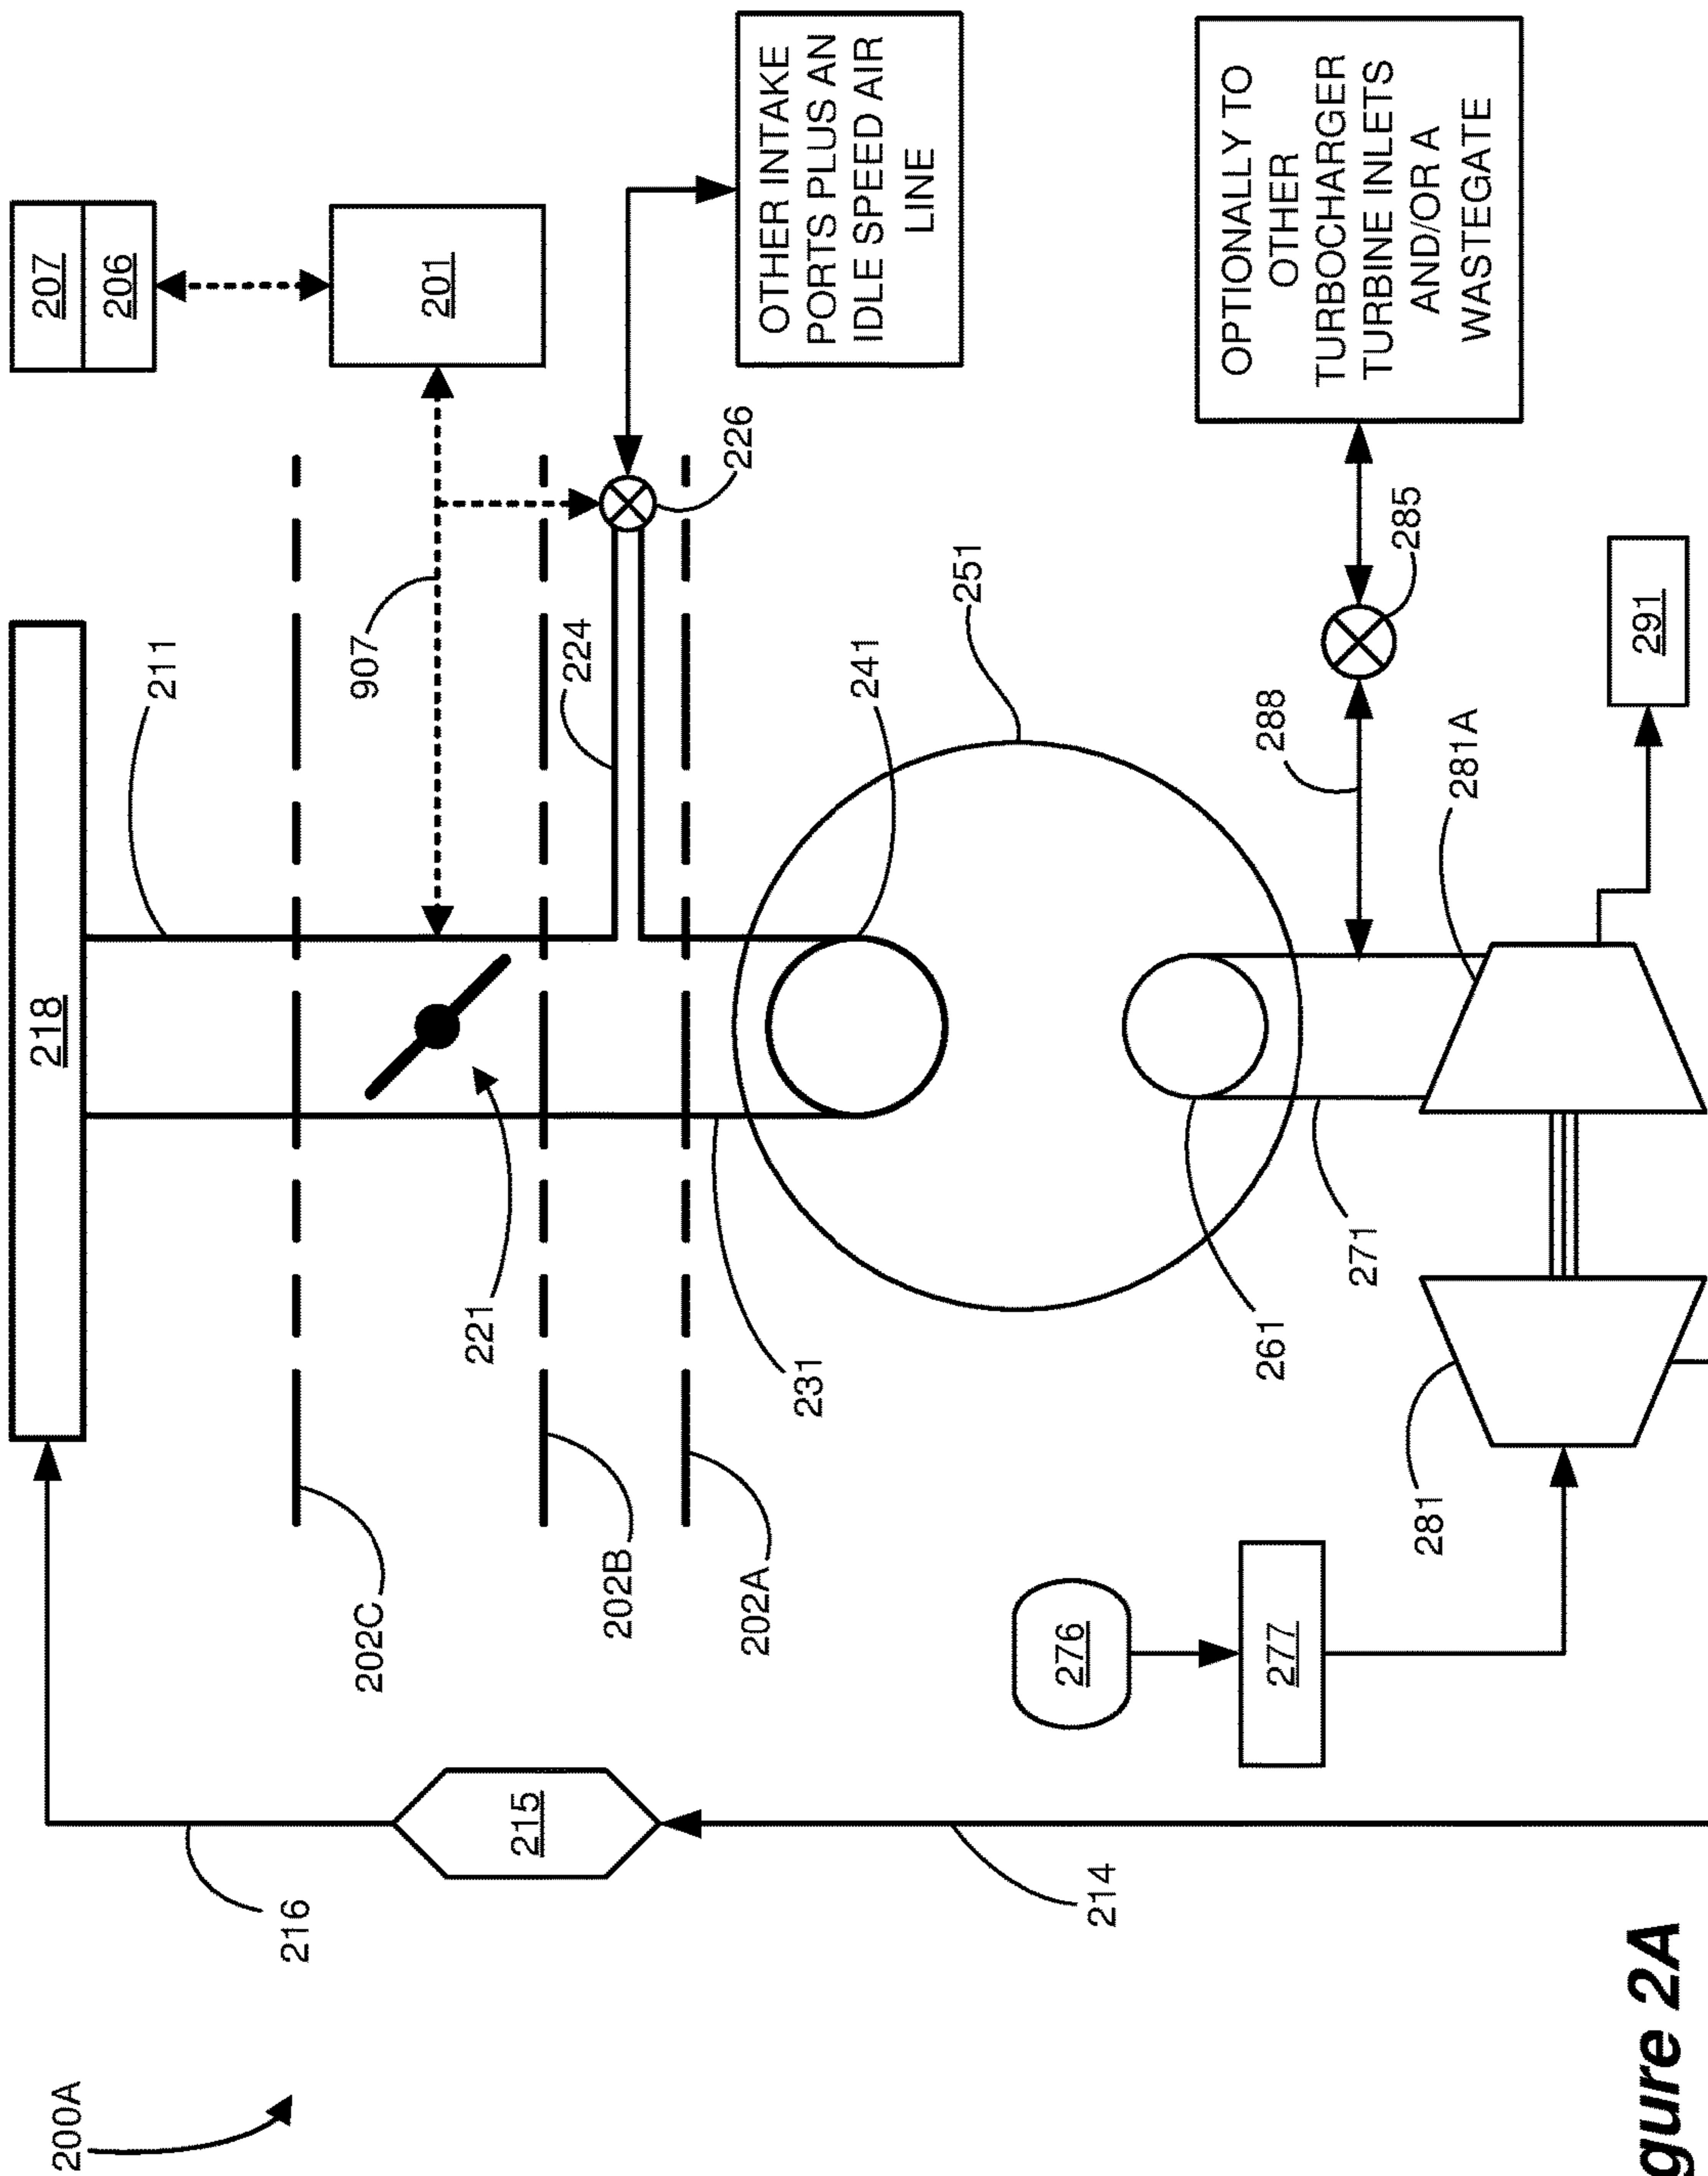 200A
216
215
214
218
211
207
206
201
907
202C
202B
202A
221
231
224
226
OTHER INTAKE
PORTS PLUS AN
IDLE SPEED AIR
LINE
241
251
261
271
276
277
281
281A
288
285
OPTIONALLY TO
OTHER
TURBOCHARGER
TURBINE INLETS
AND/OR A
WASTEGATE
291
gure 2A